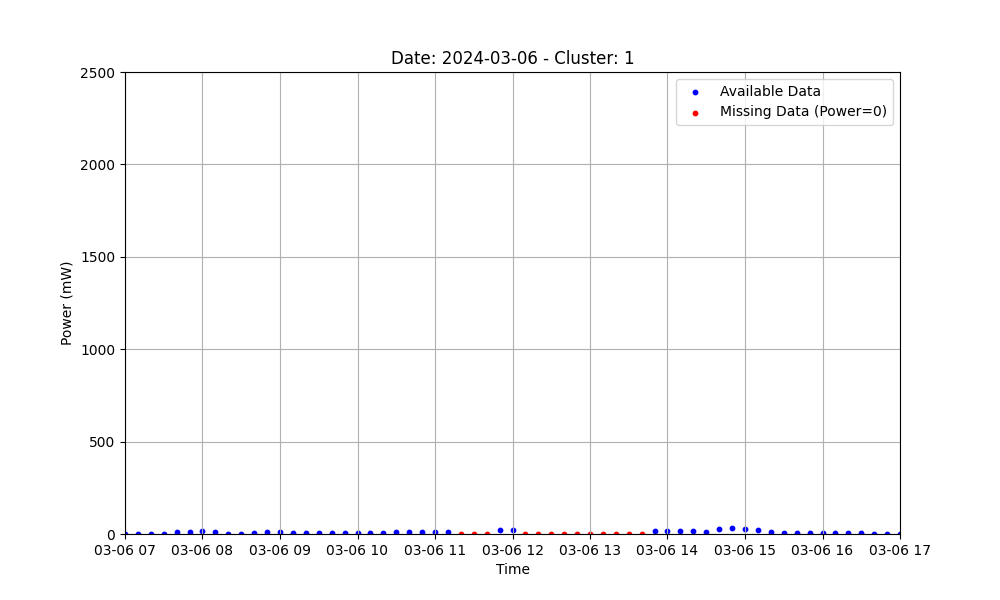 Date: 2024-03-06 - Cluster: 1
2500
Available Data
Missing Data (Power=0)
2000
1500
Power (mW)
1000
500
0
03-06 07 03-06 08 03-06 09 03-06 10 03-06 11 03-06 12 03-06 13 03-06 14 03-06 15 03-06 16 03-06 17
Time